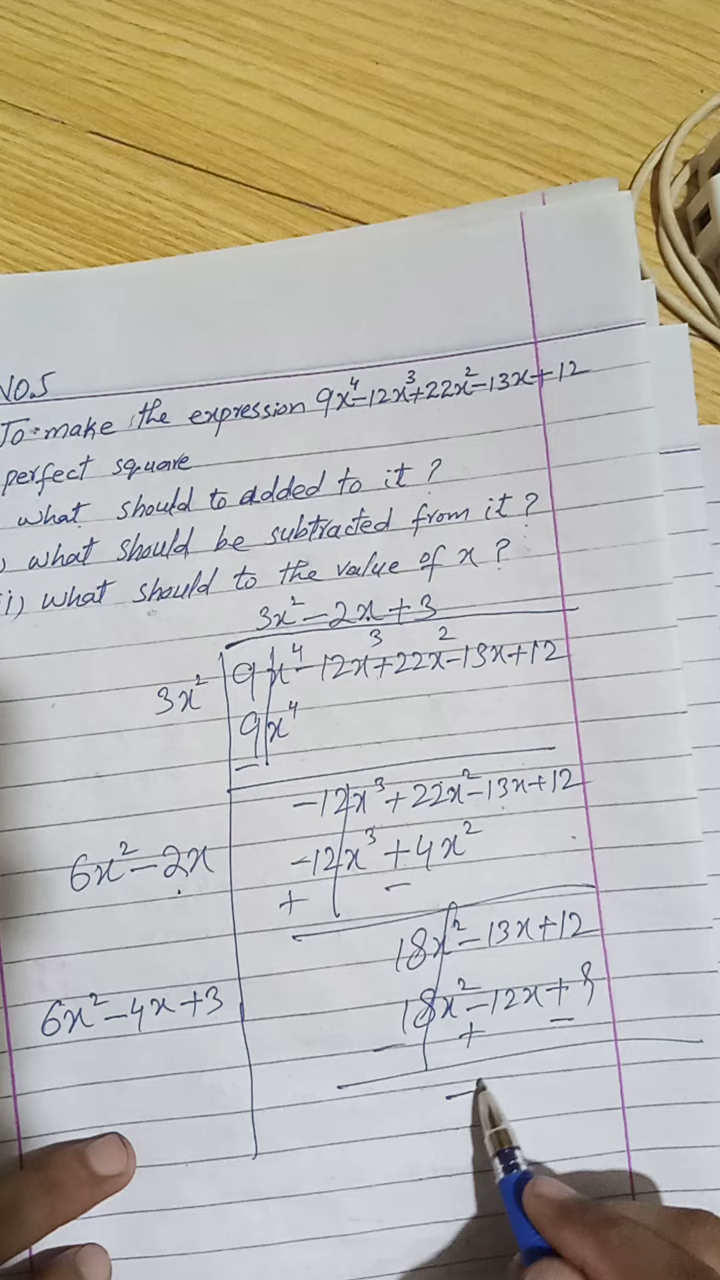 NO.5
To make the expression 9x⁴-12x³+22x²-13x+12
perfect square
what should to added to it?
) what should be subtracted from it?
i) what should to the value of x?
3x²-2x+3
3x² 9x⁴-12x³+22x²-13x+12
9x⁴
-
-12x³+22x²-13x+12
6x²-2x -12x³+4x²
+ -
18x²-13x+12
6x²-4x+3 18x²-12x+9
- + -
-